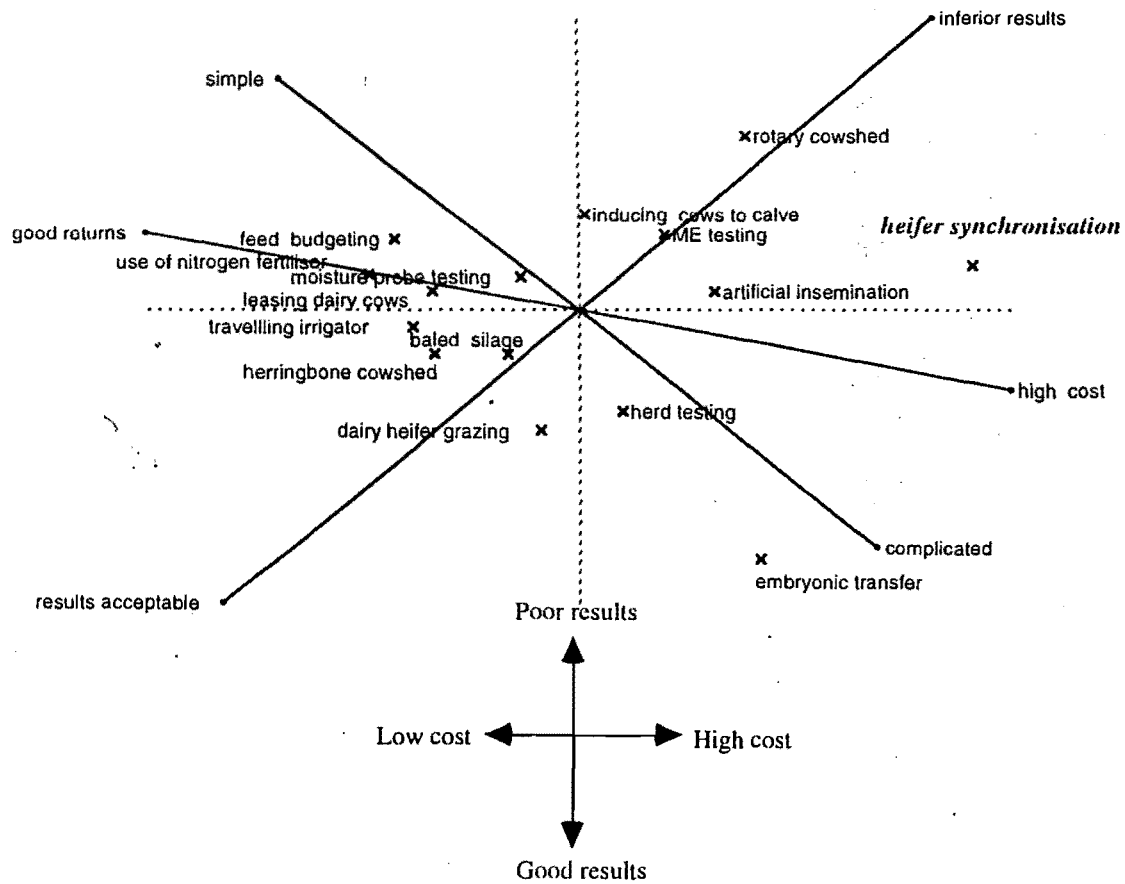 inferior results
simple
rotary cowshed
inducing cows to calve
good returns
feed budgeting
ME testing
heifer synchronisation
use of nitrogen fertiliser
moisture probe testing
leasing dairy cows
artificial insemination
travellling irrigator
baled silage
herringbone cowshed
high cost
herd testing
dairy heifer grazing
complicated
embryonic transfer
results acceptable
Poor results
Low cost
High cost
Good results